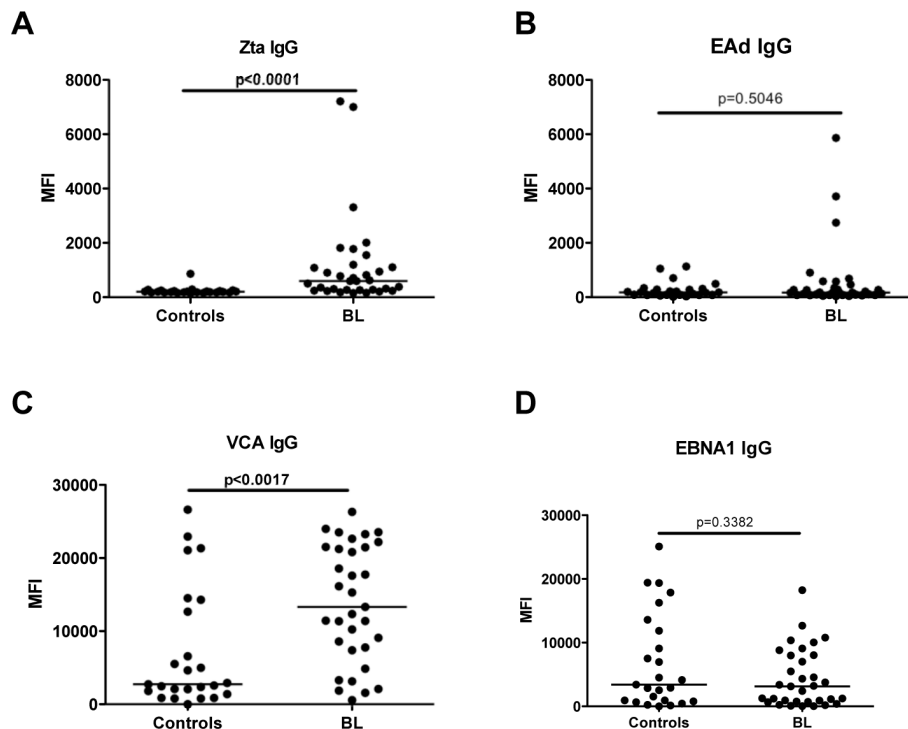 A
Zta IgG
p<0.0001
8000
6000
4000
2000
0
MFI
Controls
BL
B
EAd IgG
p=0.5046
8000
6000
4000
2000
0
MFI
Controls
BL
C
VCA IgG
p<0.0017
30000
20000
10000
0
MFI
Controls
BL
D
EBNA1 IgG
p=0.3382
30000
20000
10000
0
MFI
Controls
BL